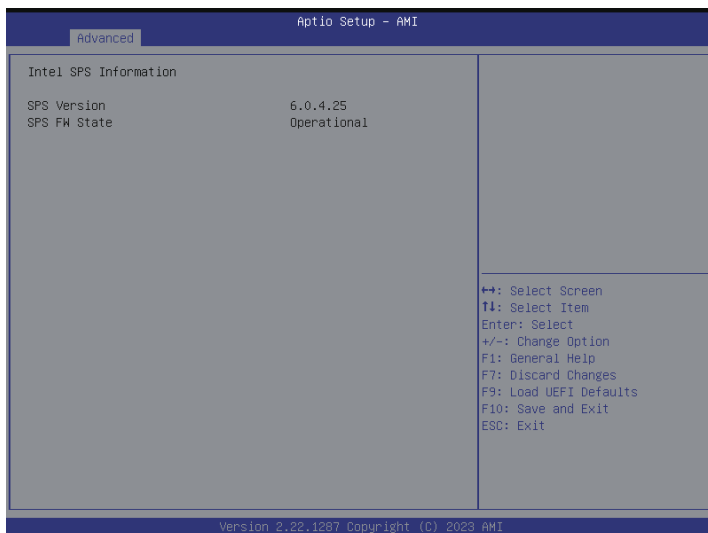 Aptio Setup – AMI
Advanced
Intel SPS Information
SPS Version 6.0.4.25
SPS FW State Operational
↔: Select Screen
↑↓: Select Item
Enter: Select
+/-: Change Option
F1: General Help
F7: Discard Changes
F9: Load UEFI Defaults
F10: Save and Exit
ESC: Exit
Version 2.22.1287 Copyright (C) 2023 AMI